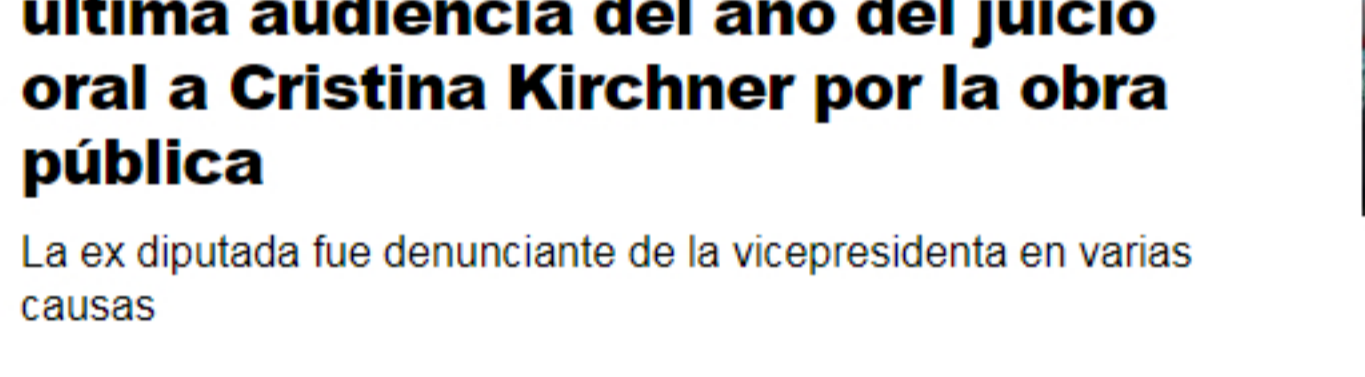 última audiencia del año del juicio
oral a Cristina Kirchner por la obra
pública
La ex diputada fue denunciante de la vicepresidenta en varias
causas